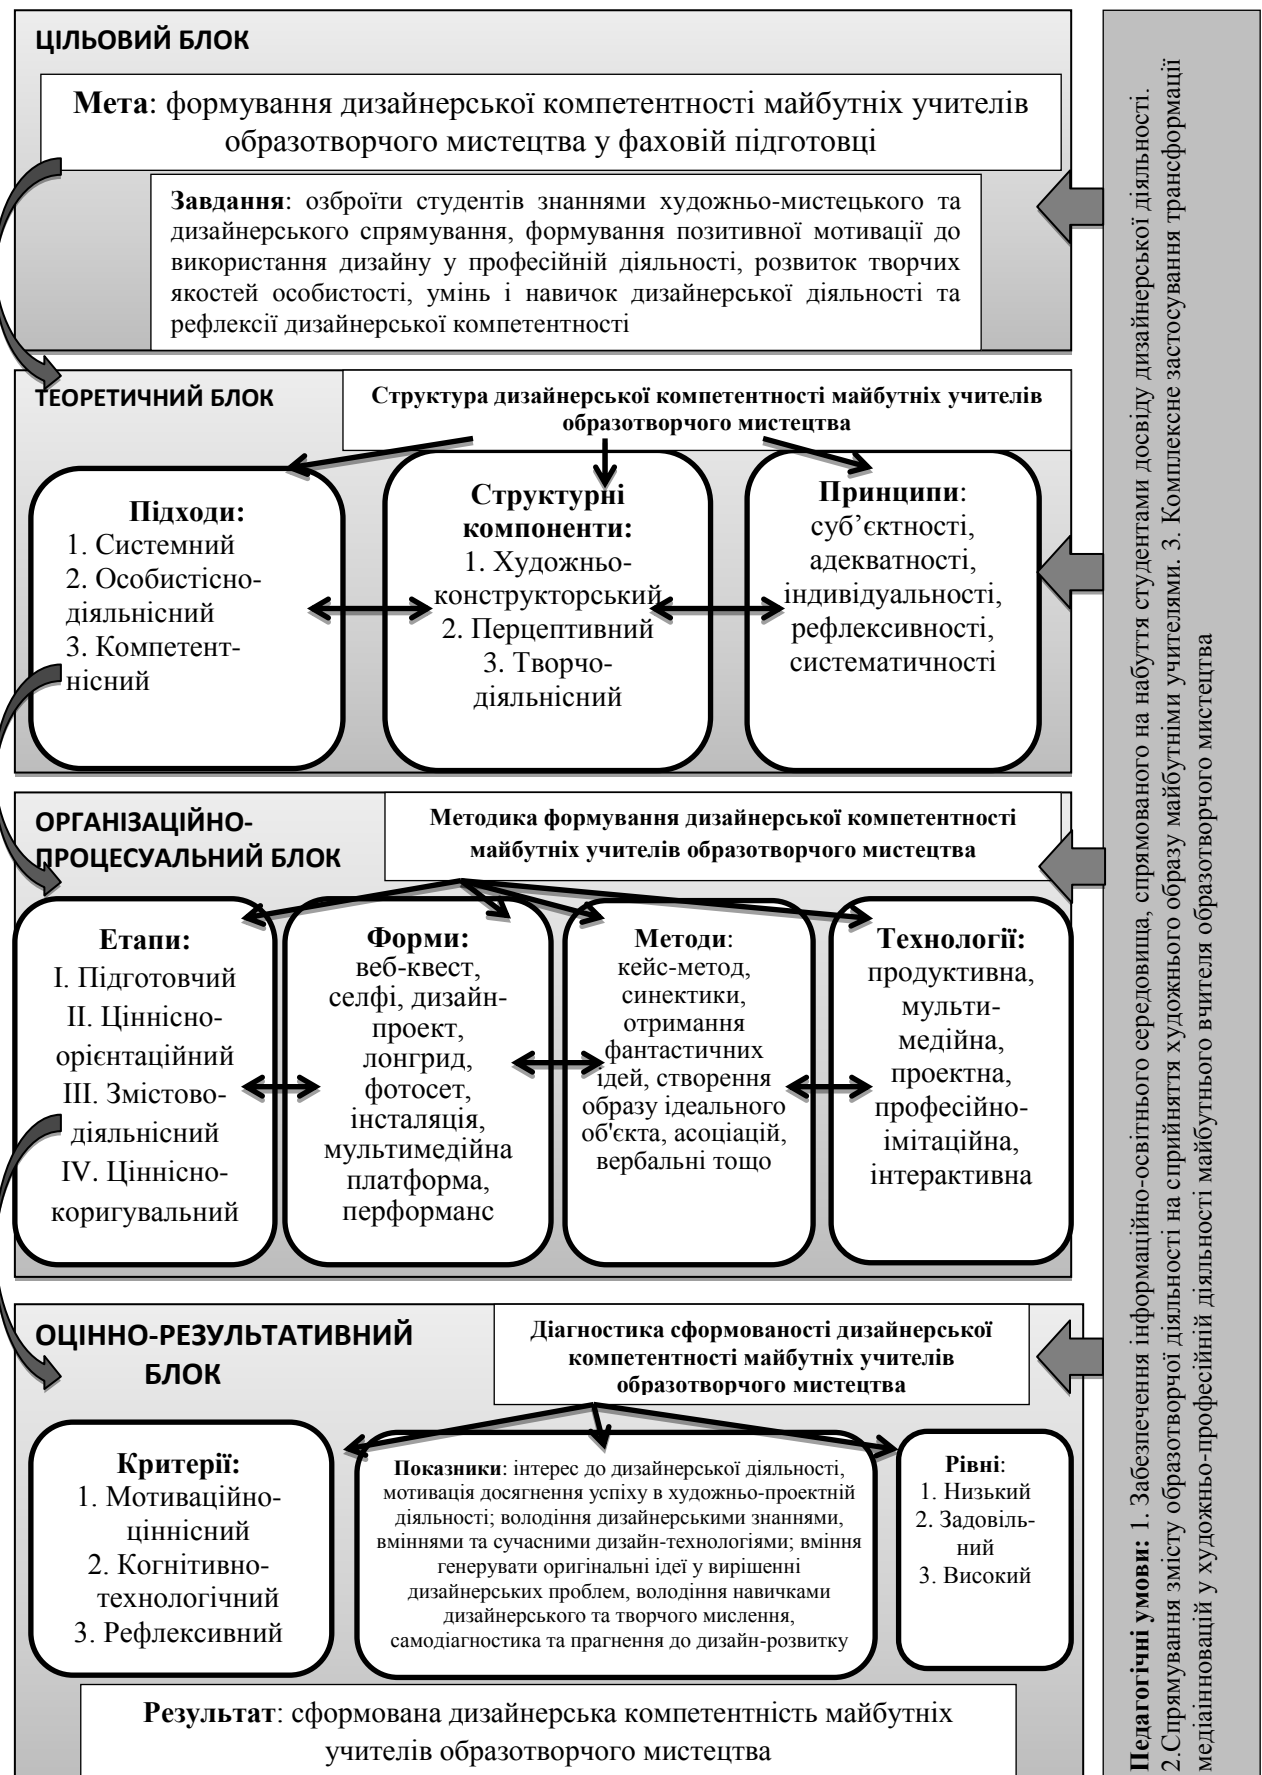 ЦІЛЬОВИЙ БЛОК
Мета: формування дизайнерської компетентності майбутніх учителів
образотворчого мистецтва у фаховій підготовці
Завдання: озброїти студентів знаннями художньо-мистецького та
дизайнерського спрямування, формування позитивної мотивації до
використання дизайну у професійній діяльності, розвиток творчих
якостей особистості, умінь і навичок дизайнерської діяльності та
рефлексії дизайнерської компетентності
ТЕОРЕТИЧНИЙ БЛОК
Структура дизайнерської компетентності майбутніх учителів
образотворчого мистецтва
Підходи:
1. Системний
2. Особистісно-
діяльнісний
3. Компетент-
нісний
Структурні
компоненти:
1. Художньо-
конструкторський
2. Перцептивний
3. Творчо-
діяльнісний
Принципи:
суб’єктності,
адекватності,
індивідуальності,
рефлексивності,
систематичності
ОРГАНІЗАЦІЙНО-
ПРОЦЕСУАЛЬНИЙ БЛОК
Методика формування дизайнерської компетентності
майбутніх учителів образотворчого мистецтва
Етапи:
І. Підготовчий
ІІ. Ціннісно-
орієнтаційний
ІІІ. Змістово-
діяльнісний
IV. Ціннісно-
коригувальний
Форми:
веб-квест,
селфі, дизайн-
проект,
лонгрид,
фотосет,
інсталяція,
мультимедійна
платформа,
перформанс
Методи:
кейс-метод,
синектики,
отримання
фантастичних
ідей, створення
образу ідеального
об'єкта, асоціацій,
вербальні тощо
Технології:
продуктивна,
мульти-
медійна,
проектна,
професійно-
імітаційна,
інтерактивна
ОЦІННО-РЕЗУЛЬТАТИВНИЙ
БЛОК
Діагностика сформованості дизайнерської
компетентності майбутніх учителів
образотворчого мистецтва
Критерії:
1. Мотиваційно-
ціннісний
2. Когнітивно-
технологічний
3. Рефлексивний
Показники: інтерес до дизайнерської діяльності,
мотивація досягнення успіху в художньо-проектній
діяльності; володіння дизайнерськими знаннями,
вміннями та сучасними дизайн-технологіями; вміння
генерувати оригінальні ідеї у вирішенні
дизайнерських проблем, володіння навичками
дизайнерського та творчого мислення,
самодіагностика та прагнення до дизайн-розвитку
Рівні:
1. Низький
2. Задовіль-
ний
3. Високий
Результат: сформована дизайнерська компетентність майбутніх
учителів образотворчого мистецтва
Педагогічні умови: 1. Забезпечення інформаційно-освітнього середовища, спрямованого на набуття студентами досвіду дизайнерської діяльності.
2.Спрямування змісту образотворчої діяльності на сприйняття художнього образу майбутніми учителями. 3. Комплексне застосування трансформації
медіаінновацій у художньо-професійній діяльності майбутнього вчителя образотворчого мистецтва